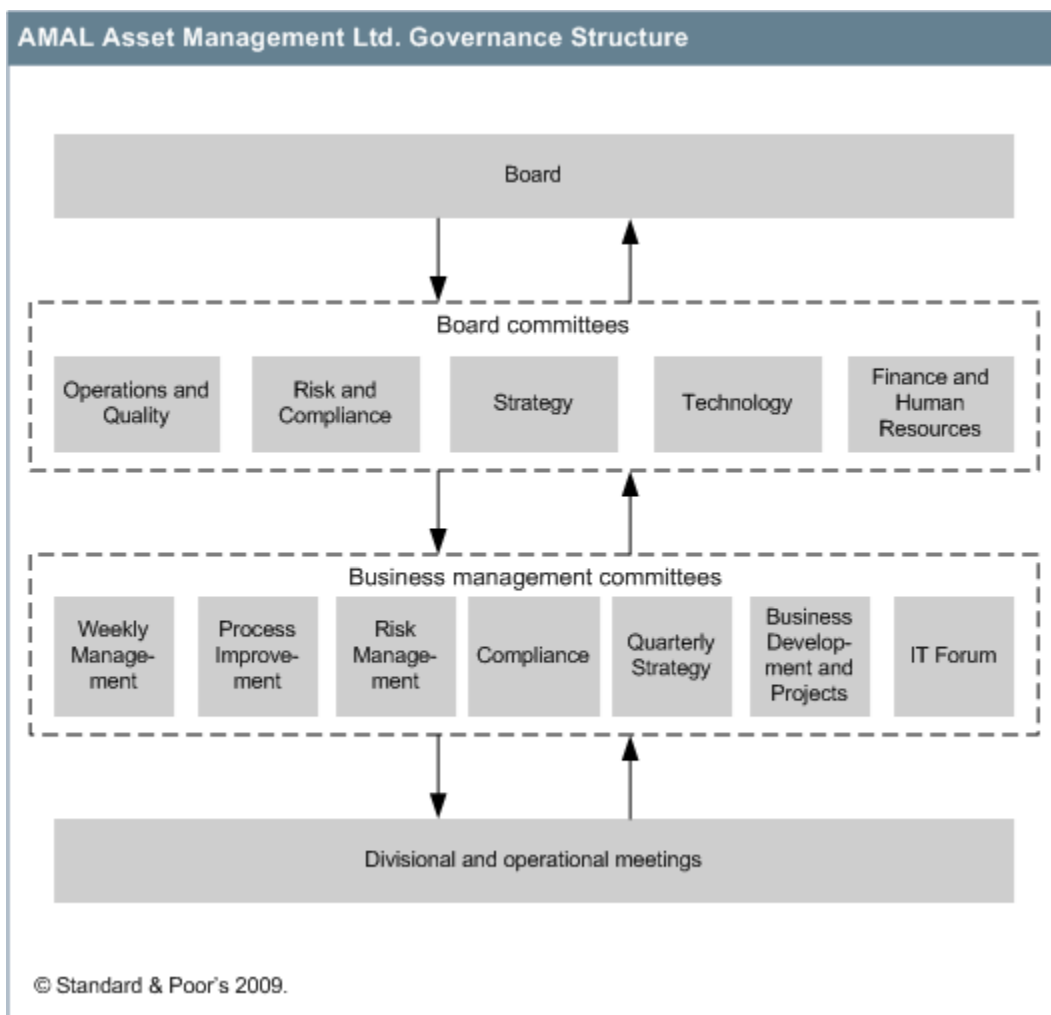 AMAL Asset Management Ltd. Governance Structure
Board
Board committees
Operations and
Quality
Risk and
Compliance
Strategy
Technology
Finance and
Human
Resources
Business management committees
Weekly
Manage-
ment
Process
Improve-
ment
Risk
Manage-
ment
Compliance
Quarterly
Strategy
Business
Develop-
ment and
Projects
IT Forum
Divisional and operational meetings
© Standard & Poor's 2009.